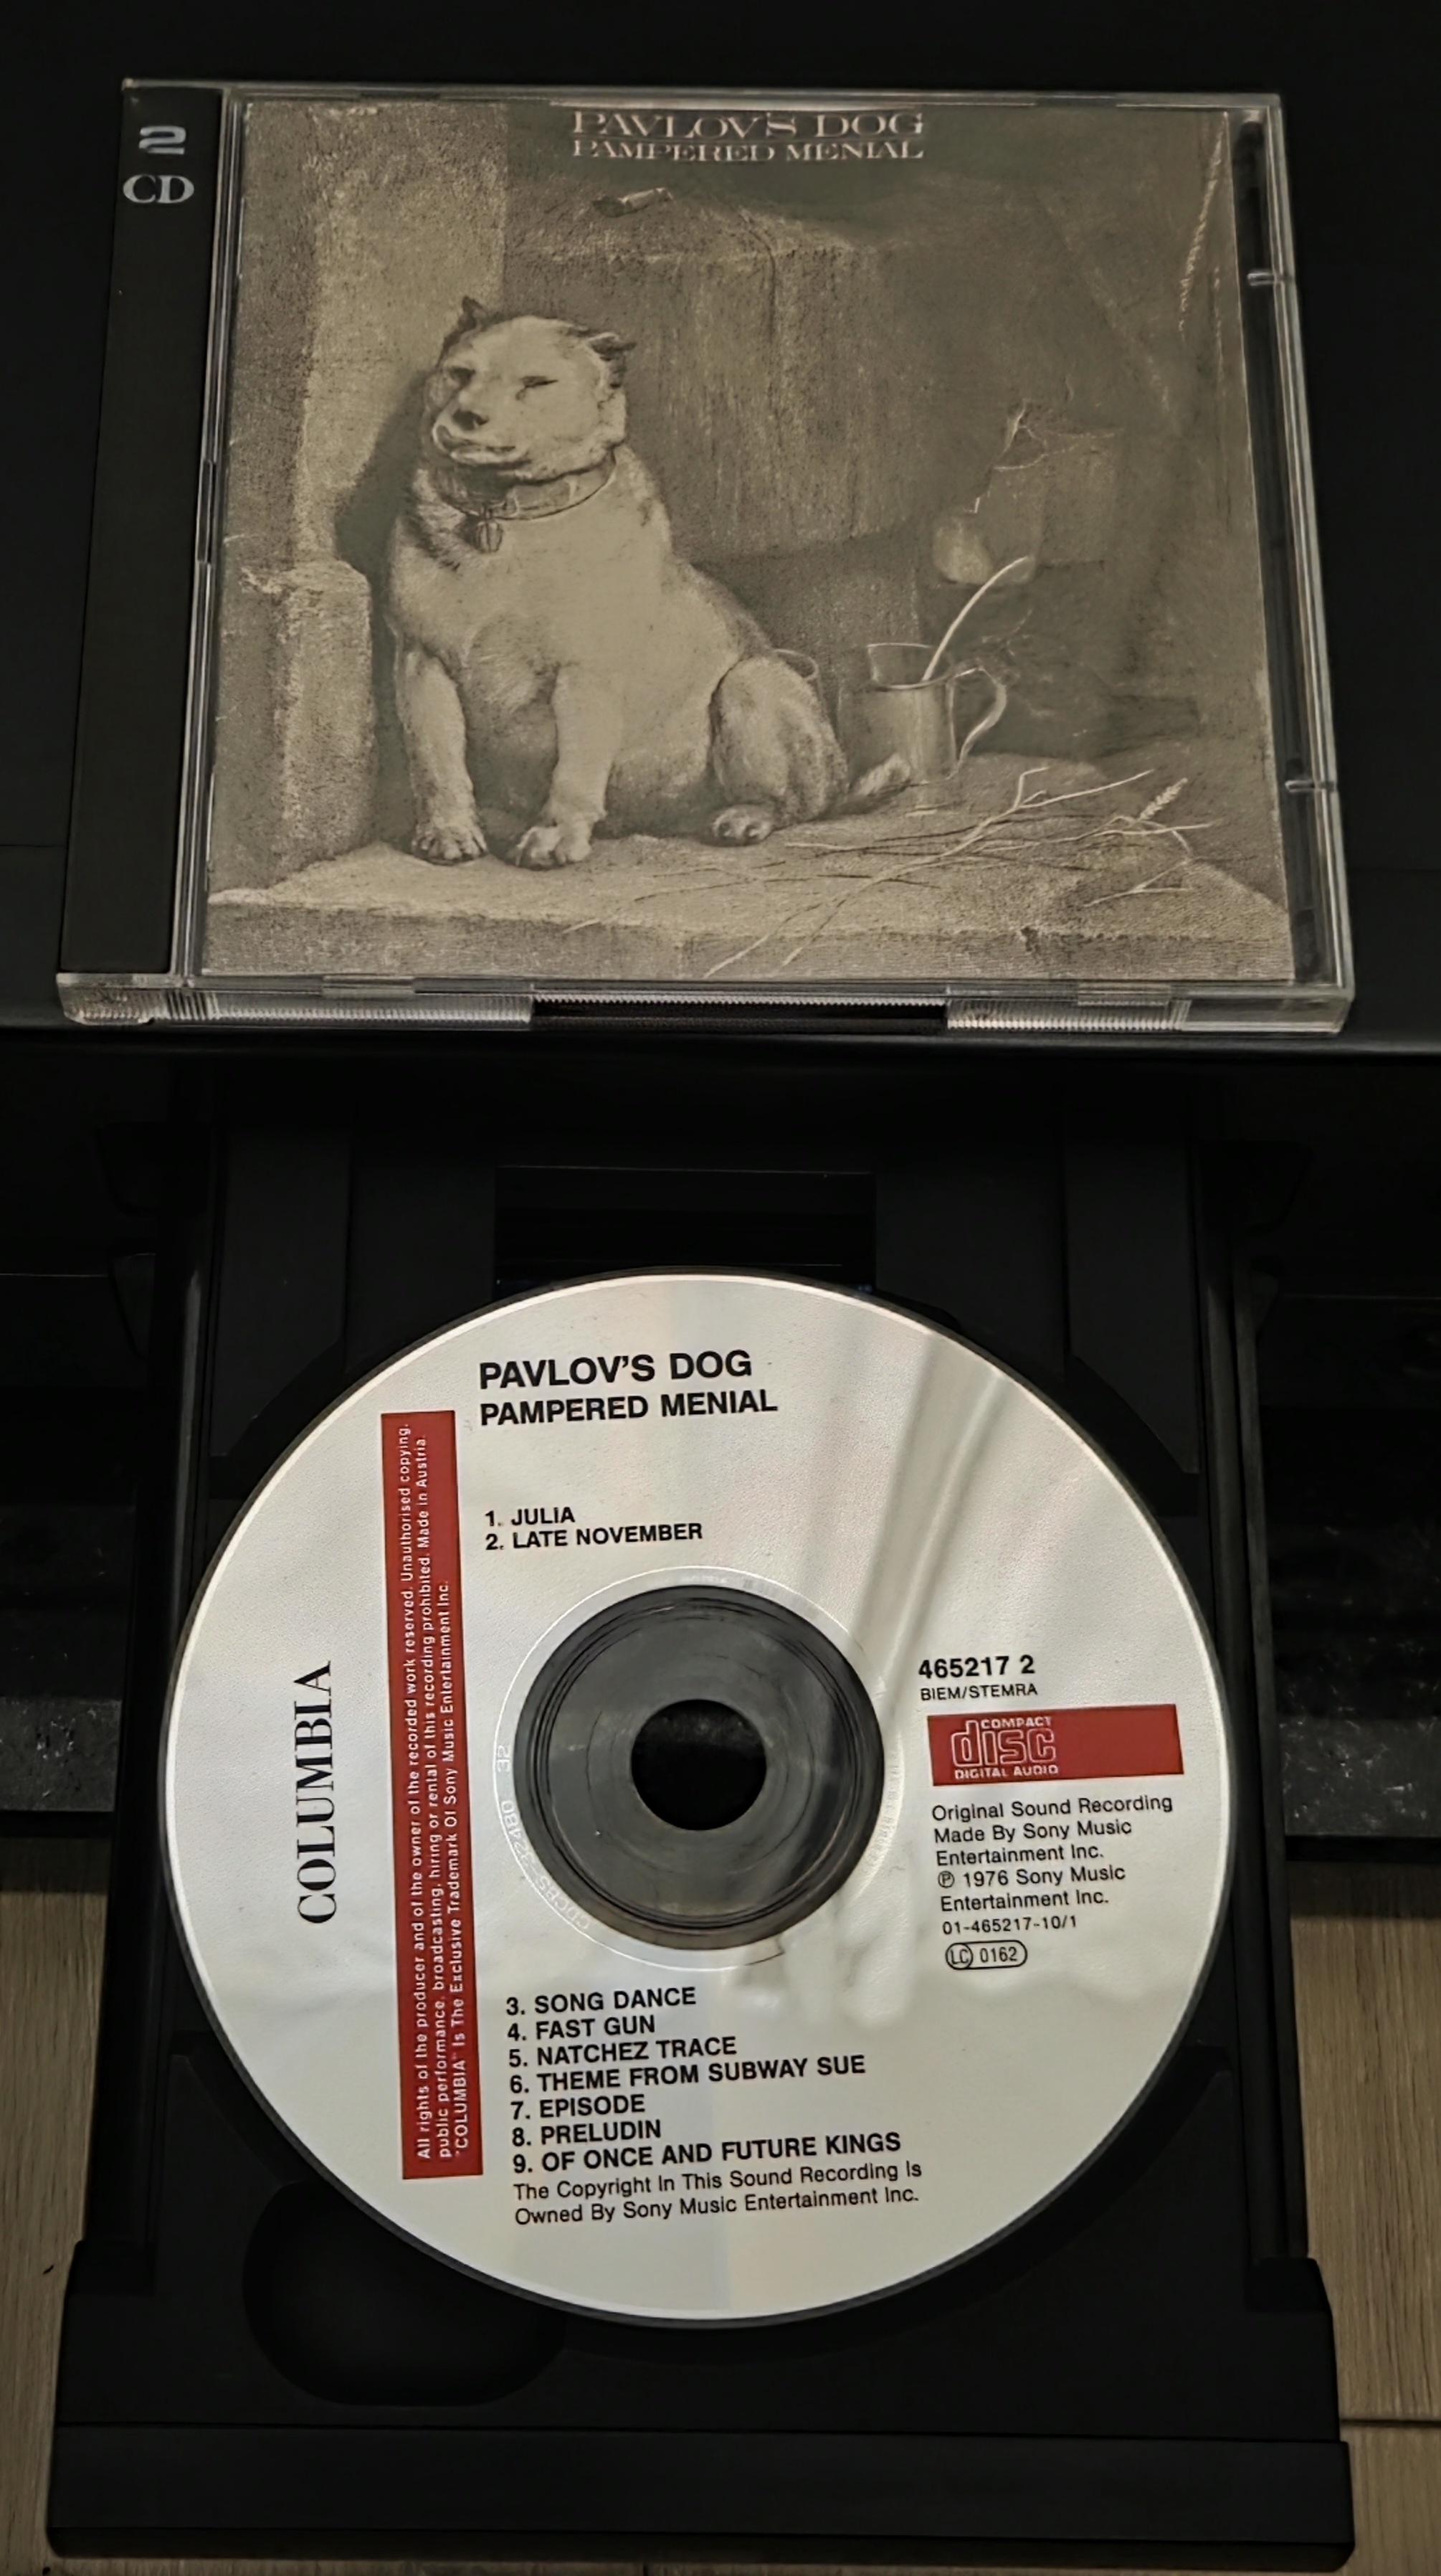 2
CD
PAVLOV'S DOG
PAMPERED MENIAL
PAVLOV'S DOG
PAMPERED MENIAL
1. JULIA
2. LATE NOVEMBER
COLUMBIA
All rights of the producer and of the owner of the recorded work reserved. Unauthorised copying,
public performance, broadcasting, hiring or rental of this recording prohibited. Made in Austria.
"COLUMBIA" Is The Exclusive Trademark Of Sony Music Entertainment Inc.
465217 2
BIEM/STEMRA
COMPACT
disc
DIGITAL AUDIO
Original Sound Recording
Made By Sony Music
Entertainment Inc.
℗ 1976 Sony Music
Entertainment Inc.
01-465217-10/1
LC 0162
3. SONG DANCE
4. FAST GUN
5. NATCHEZ TRACE
6. THEME FROM SUBWAY SUE
7. EPISODE
8. PRELUDIN
9. OF ONCE AND FUTURE KINGS
The Copyright In This Sound Recording Is
Owned By Sony Music Entertainment Inc.